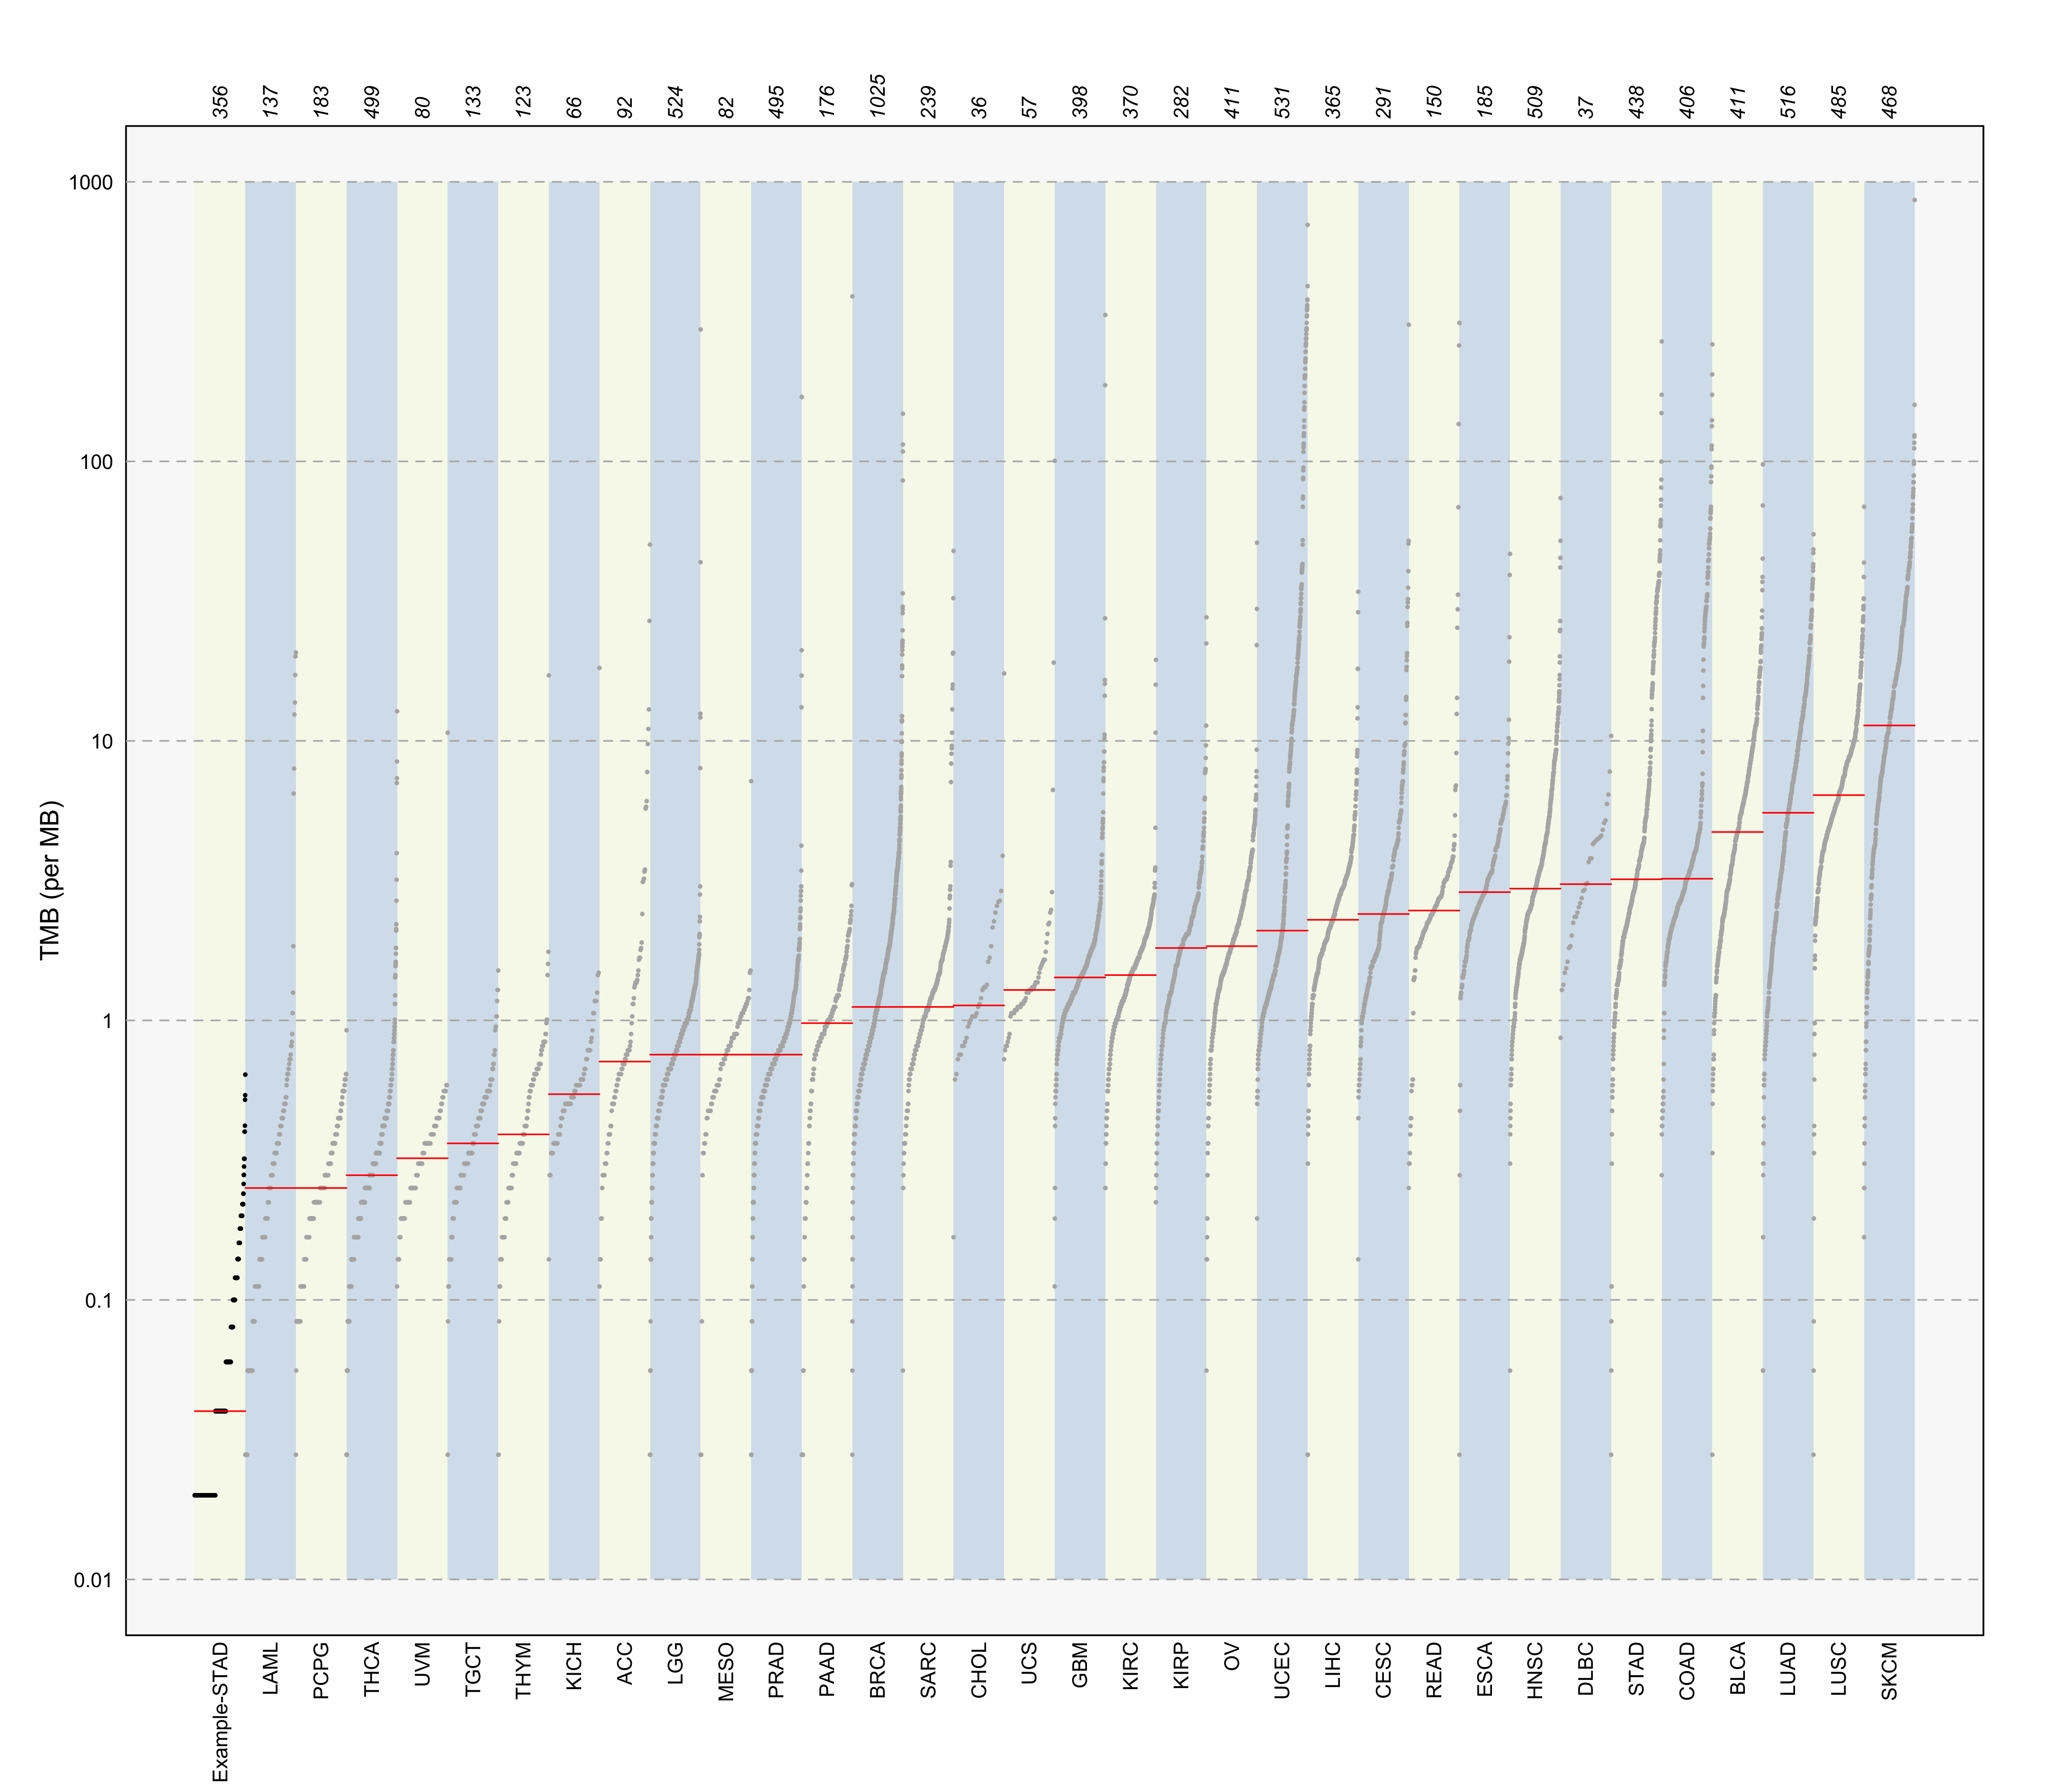 356 137 183 499 80 133 123 66 92 524 82 495 176 1025 239 36 57 398 370 282 411 531 365 291 150 185 509 37 438 406 411 516 485 468
1000
100
10
1
0.1
0.01
TMB (per MB)
Example-STAD LAML PCPG THCA UVM TGCT THYM KICH ACC LGG MESO PRAD PAAD BRCA SARC CHOL UCS GBM KIRC KIRP OV UCEC LIHC CESC READ ESCA HNSC DLBC STAD COAD BLCA LUAD LUSC SKCM